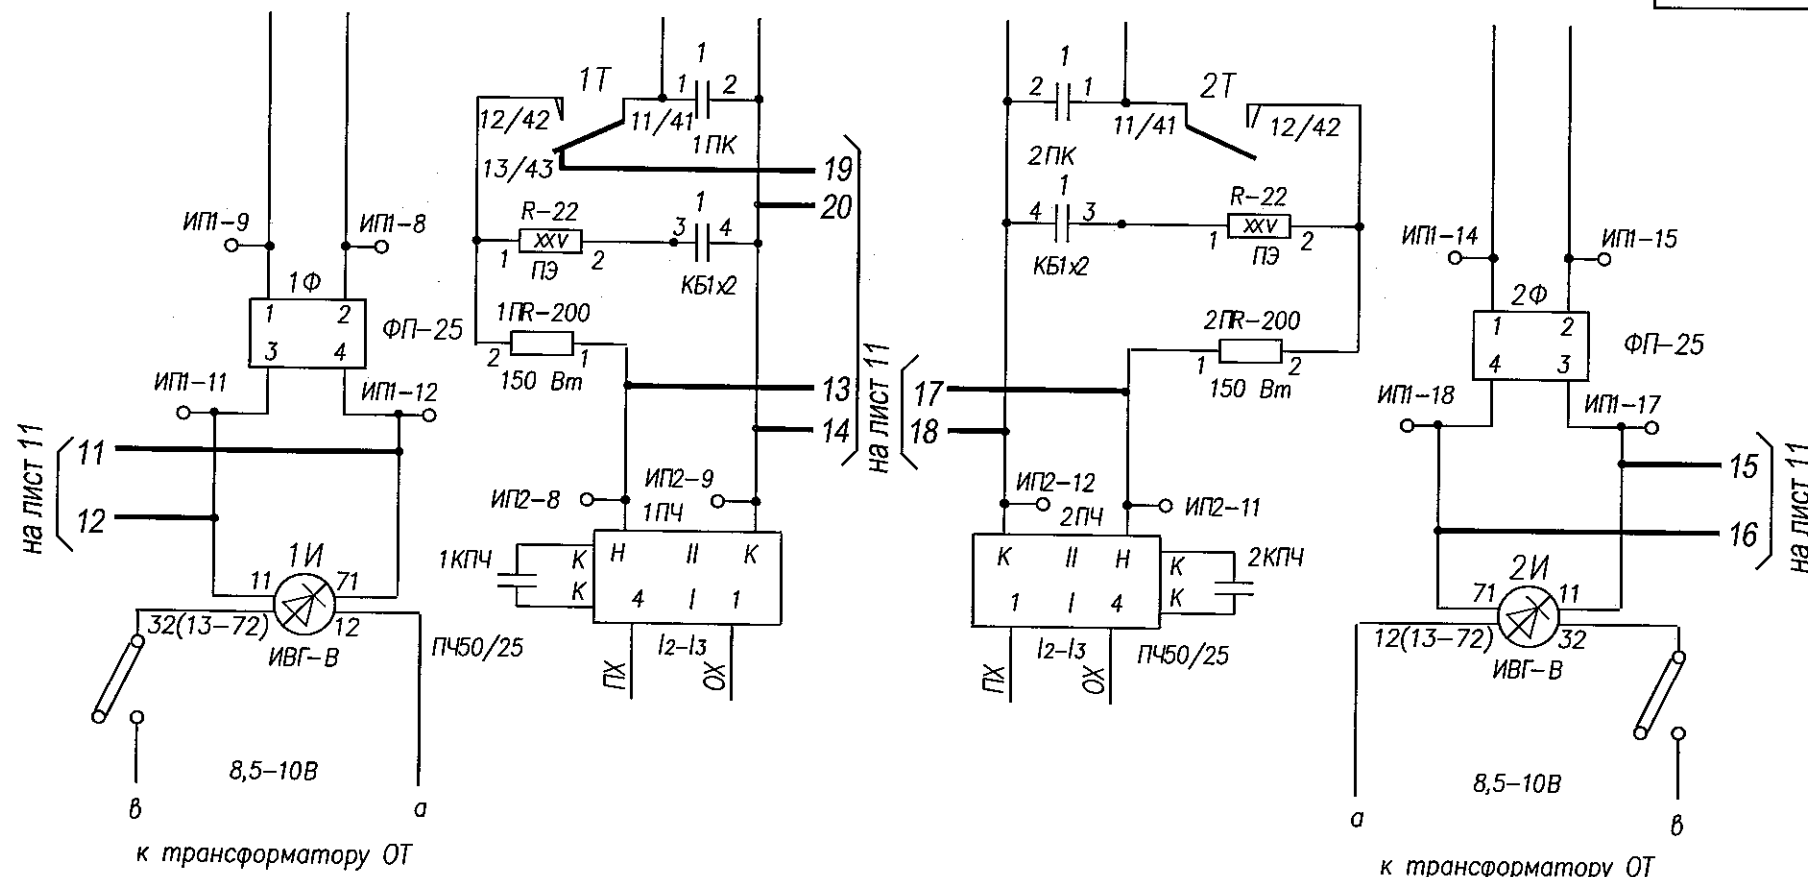 1
1Т
1
2
12/42
11/41
1ПК
13/43
19
20
ИП1-9
ИП1-8
R-22
1
3
4
XXV
1
2
ПЭ
КБ1х2
1Ф
1
2
3
4
ФП-25
1ПR-200
2
1
150 Вт
ИП1-11
ИП1-12
13
14
на лист 11
11
12
ИП2-8
ИП2-9
1ПЧ
1КПЧ
К
К
Н
II
К
4
I
1
ПЧ50/25
ПХ
I2-I3
ОХ
1И
11
71
32(13-72)
12
ИВГ-В
8,5-10В
в
а
к трансформатору ОТ
1
2
1
2Т
11/41
12/42
2ПК
1
4
3
R-22
XXV
1
2
ПЭ
КБ1х2
2ПR-200
1
2
150 Вт
на лист 11
17
18
ИП2-12
ИП2-11
2ПЧ
К
II
Н
К
К
1
I
4
2КПЧ
ПХ
I2-I3
ОХ
ПЧ50/25
ИП1-14
ИП1-15
2Ф
1
2
4
3
ФП-25
ИП1-18
ИП1-17
15
16
на лист 11
2И
71
11
12(13-72)
32
ИВГ-В
8,5-10В
а
в
к трансформатору ОТ